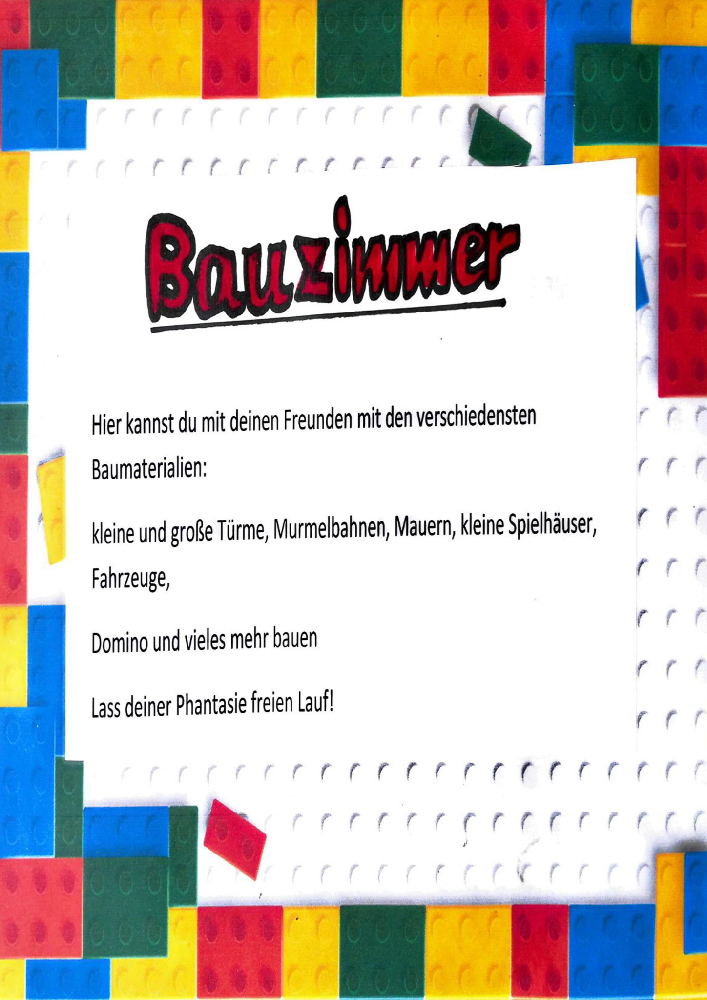 Bauzimmer
Hier kannst du mit deinen Freunden mit den verschiedensten
Baumaterialien:
kleine und große Türme, Murmelbahnen, Mauern, kleine Spielhäuser,
Fahrzeuge,
Domino und vieles mehr bauen
Lass deiner Phantasie freien Lauf!